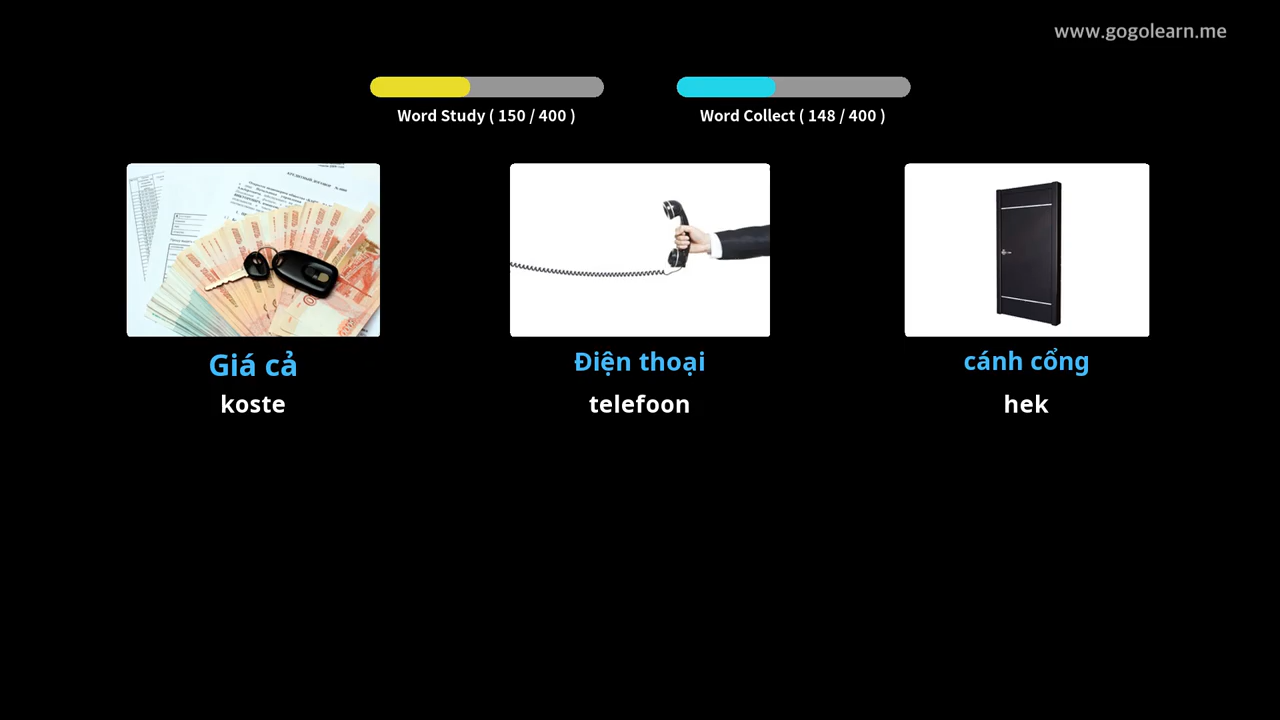 www.gogolearn.me
Word Study ( 150 / 400 )
Word Collect ( 148 / 400 )
Giá cả
Điện thoại
cánh cổng
koste
telefoon
hek